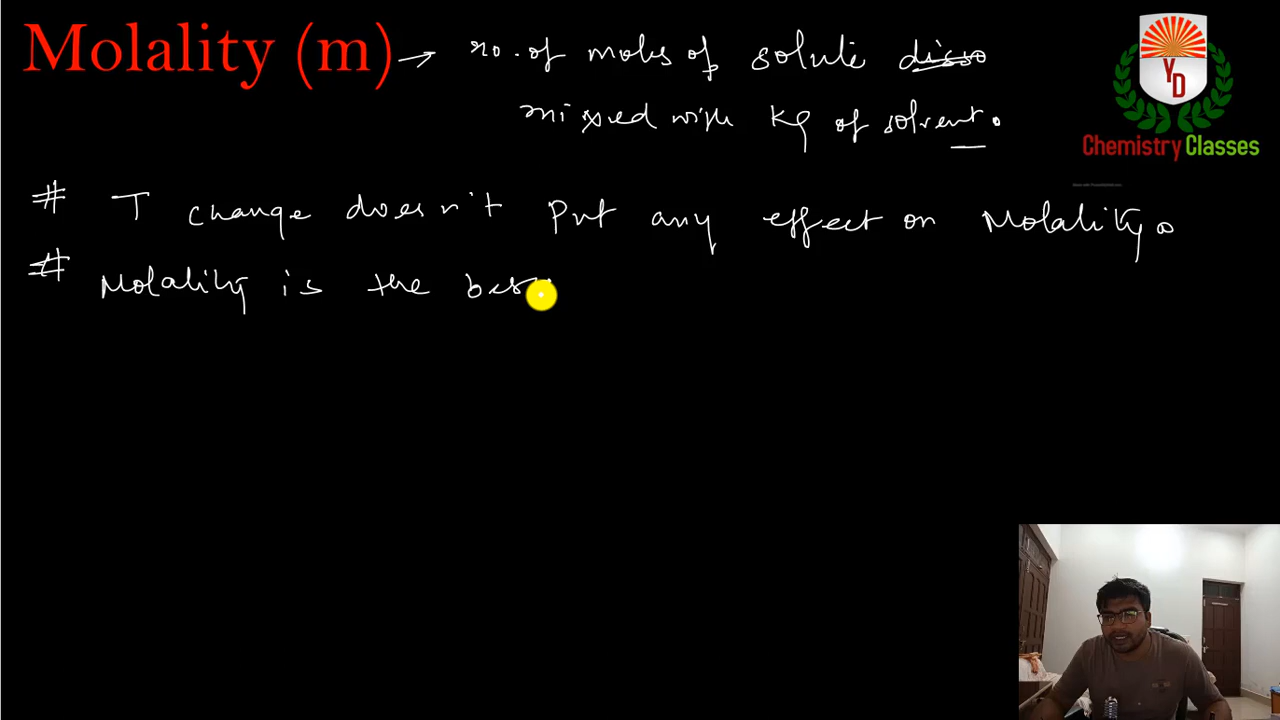 Molality (m) → no. of moles of solute disso
mixed with Kg of solvent.
YD
Chemistry Classes
# T change doesn't Put any effect on Molality.
# Molality is the best